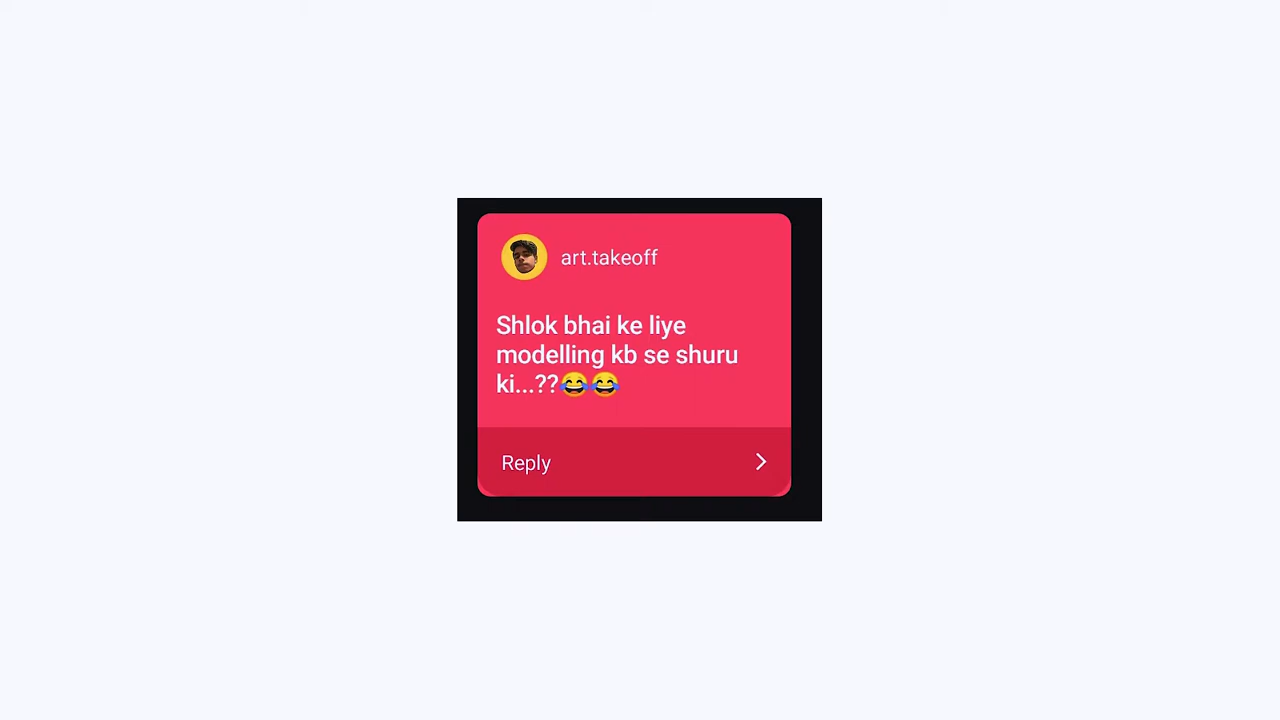 art.takeoff
Shlok bhai ke liye
modelling kb se shuru
ki...??😂😂
Reply